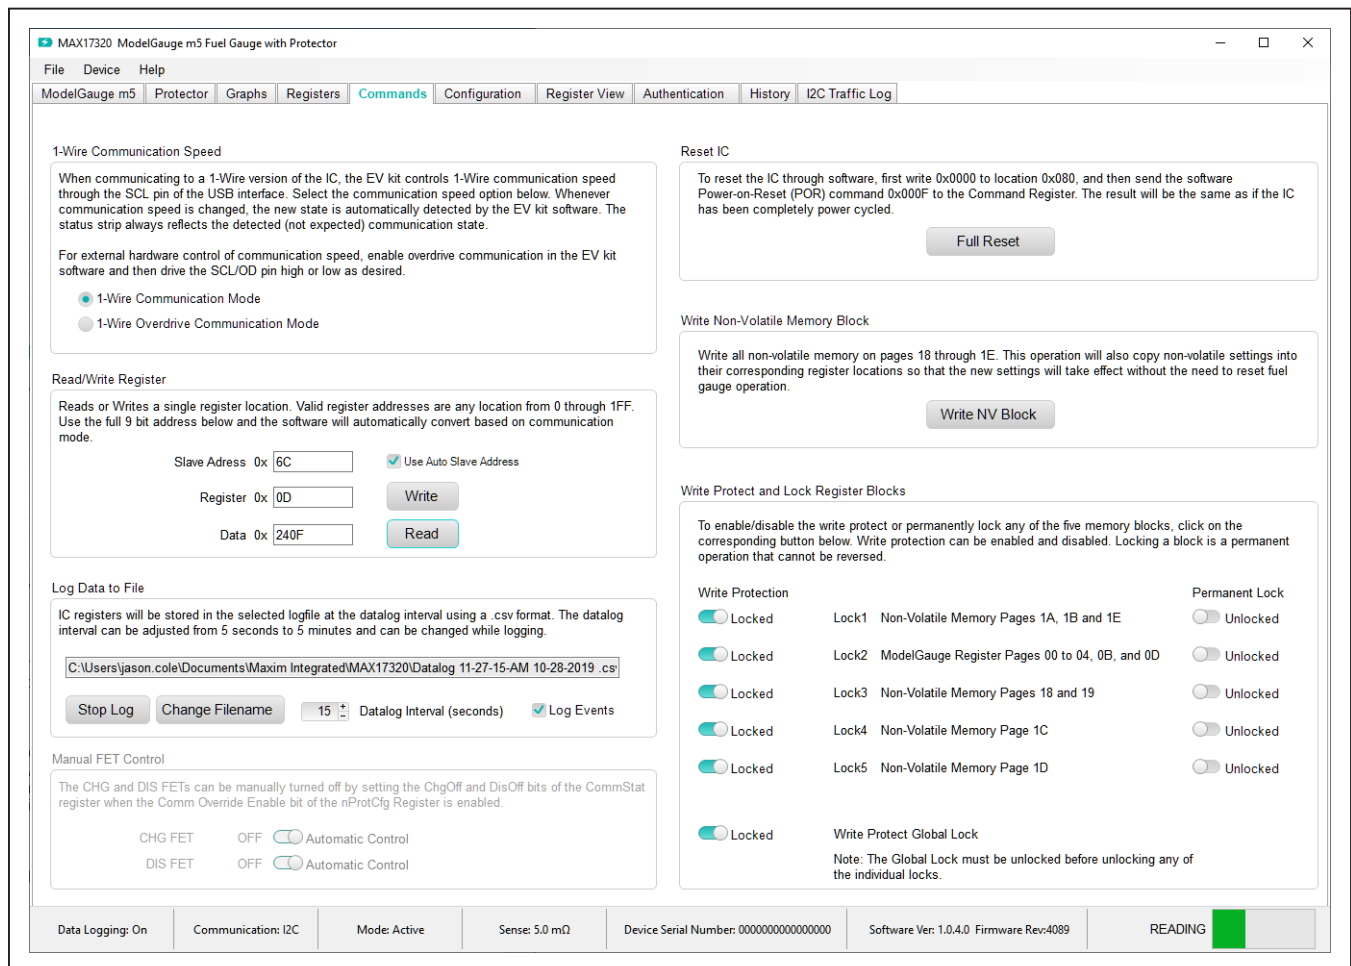 MAX17320 ModelGauge m5 Fuel Gauge with Protector
File Device Help
ModelGauge m5 Protector Graphs Registers Commands Configuration Register View Authentication History I2C Traffic Log
1-Wire Communication Speed
When communicating to a 1-Wire version of the IC, the EV kit controls 1-Wire communication speed
through the SCL pin of the USB interface. Select the communication speed option below. Whenever
communication speed is changed, the new state is automatically detected by the EV kit software. The
status strip always reflects the detected (not expected) communication state.
For external hardware control of communication speed, enable overdrive communication in the EV kit
software and then drive the SCL/OD pin high or low as desired.
1-Wire Communication Mode
1-Wire Overdrive Communication Mode
Read/Write Register
Reads or Writes a single register location. Valid register addresses are any location from 0 through 1FF.
Use the full 9 bit address below and the software will automatically convert based on communication
mode.
Slave Adress 0x 6C Use Auto Slave Address
Register 0x 0D Write
Data 0x 240F Read
Log Data to File
IC registers will be stored in the selected logfile at the datalog interval using a .csv format. The datalog
interval can be adjusted from 5 seconds to 5 minutes and can be changed while logging.
C:\Users\jason.cole\Documents\Maxim Integrated\MAX17320\Datalog 11-27-15-AM 10-28-2019 .csv
Stop Log Change Filename 15 Datalog Interval (seconds) Log Events
Manual FET Control
The CHG and DIS FETs can be manually turned off by setting the ChgOff and DisOff bits of the CommStat
register when the Comm Override Enable bit of the nProtCfg Register is enabled.
CHG FET OFF Automatic Control
DIS FET OFF Automatic Control
Reset IC
To reset the IC through software, first write 0x0000 to location 0x080, and then send the software
Power-on-Reset (POR) command 0x000F to the Command Register. The result will be the same as if the IC
has been completely power cycled.
Full Reset
Write Non-Volatile Memory Block
Write all non-volatile memory on pages 18 through 1E. This operation will also copy non-volatile settings into
their corresponding register locations so that the new settings will take effect without the need to reset fuel
gauge operation.
Write NV Block
Write Protect and Lock Register Blocks
To enable/disable the write protect or permanently lock any of the five memory blocks, click on the
corresponding button below. Write protection can be enabled and disabled. Locking a block is a permanent
operation that cannot be reversed.
Write Protection Permanent Lock
Locked Lock1 Non-Volatile Memory Pages 1A, 1B and 1E Unlocked
Locked Lock2 ModelGauge Register Pages 00 to 04, 0B, and 0D Unlocked
Locked Lock3 Non-Volatile Memory Pages 18 and 19 Unlocked
Locked Lock4 Non-Volatile Memory Page 1C Unlocked
Locked Lock5 Non-Volatile Memory Page 1D Unlocked
Locked Write Protect Global Lock
Note: The Global Lock must be unlocked before unlocking any of
the individual locks.
Data Logging: On Communication: I2C Mode: Active Sense: 5.0 mΩ Device Serial Number: 0000000000000000 Software Ver: 1.0.4.0 Firmware Rev:4089 READING